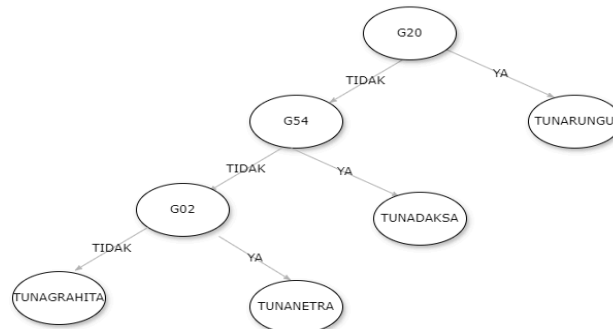 G20
TIDAK
YA
G54
TUNARUNGU
TIDAK
YA
G02
TUNADAKSA
TIDAK
YA
TUNAGRAHITA
TUNANETRA